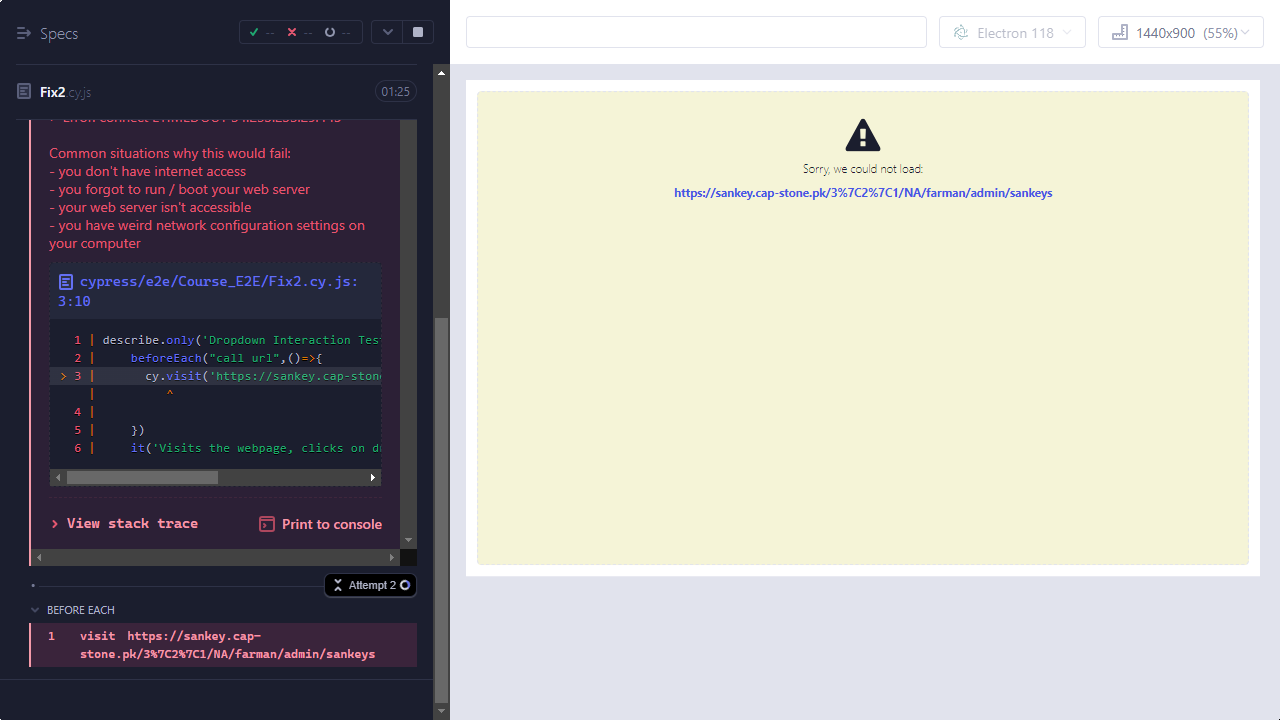 Specs
-- -- --
Electron 118
1440x900 (55%)
Fix2.cy.js
01:25
Common situations why this would fail:
- you don't have internet access
- you forgot to run / boot your web server
- your web server isn't accessible
- you have weird network configuration settings on
your computer
cypress/e2e/Course_E2E/Fix2.cy.js:
3:10
1 | describe.only('Dropdown Interaction Tes
2 | beforeEach("call url",()=>{
> 3 | cy.visit('https://sankey.cap-ston
| ^
4 |
5 | })
6 | it('Visits the webpage, clicks on d
View stack trace
Print to console
Attempt 2
BEFORE EACH
1 visit https://sankey.cap-
stone.pk/3%7C2%7C1/NA/farman/admin/sankeys
Sorry, we could not load:
https://sankey.cap-stone.pk/3%7C2%7C1/NA/farman/admin/sankeys